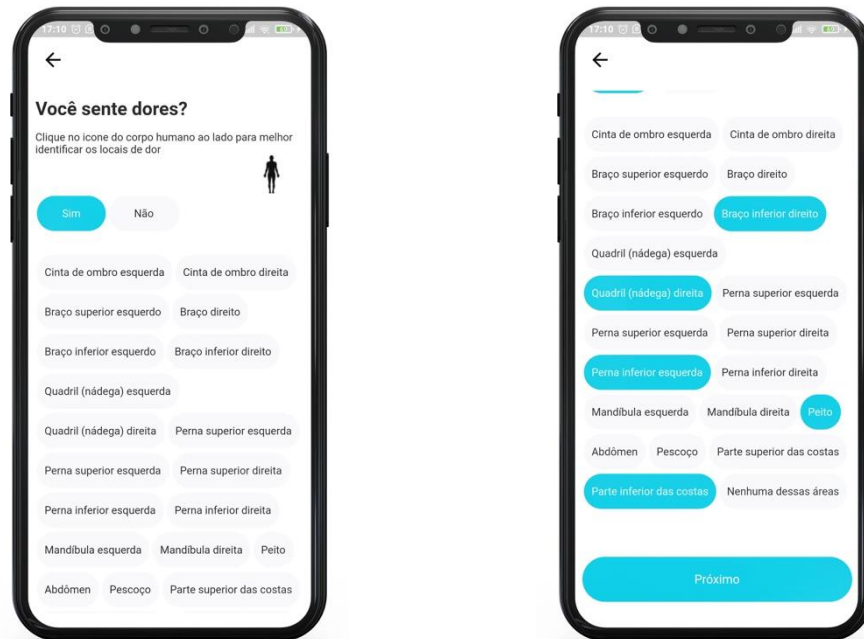 17:10
Você sente dores?
Clique no icone do corpo humano ao lado para melhor
identificar os locais de dor
Sim Não
Cinta de ombro esquerda Cinta de ombro direita
Braço superior esquerdo Braço direito
Braço inferior esquerdo Braço inferior direito
Quadril (nádega) esquerda
Quadril (nádega) direita Perna superior esquerda
Perna superior esquerda Perna superior direita
Perna inferior esquerda Perna inferior direita
Mandíbula esquerda Mandíbula direita Peito
Abdômen Pescoço Parte superior das costas
17:10
Cinta de ombro esquerda Cinta de ombro direita
Braço superior esquerdo Braço direito
Braço inferior esquerdo Braço inferior direito
Quadril (nádega) esquerda
Quadril (nádega) direita Perna superior esquerda
Perna superior esquerda Perna superior direita
Perna inferior esquerda Perna inferior direita
Mandíbula esquerda Mandíbula direita Peito
Abdômen Pescoço Parte superior das costas
Parte inferior das costas Nenhuma dessas áreas
Próximo